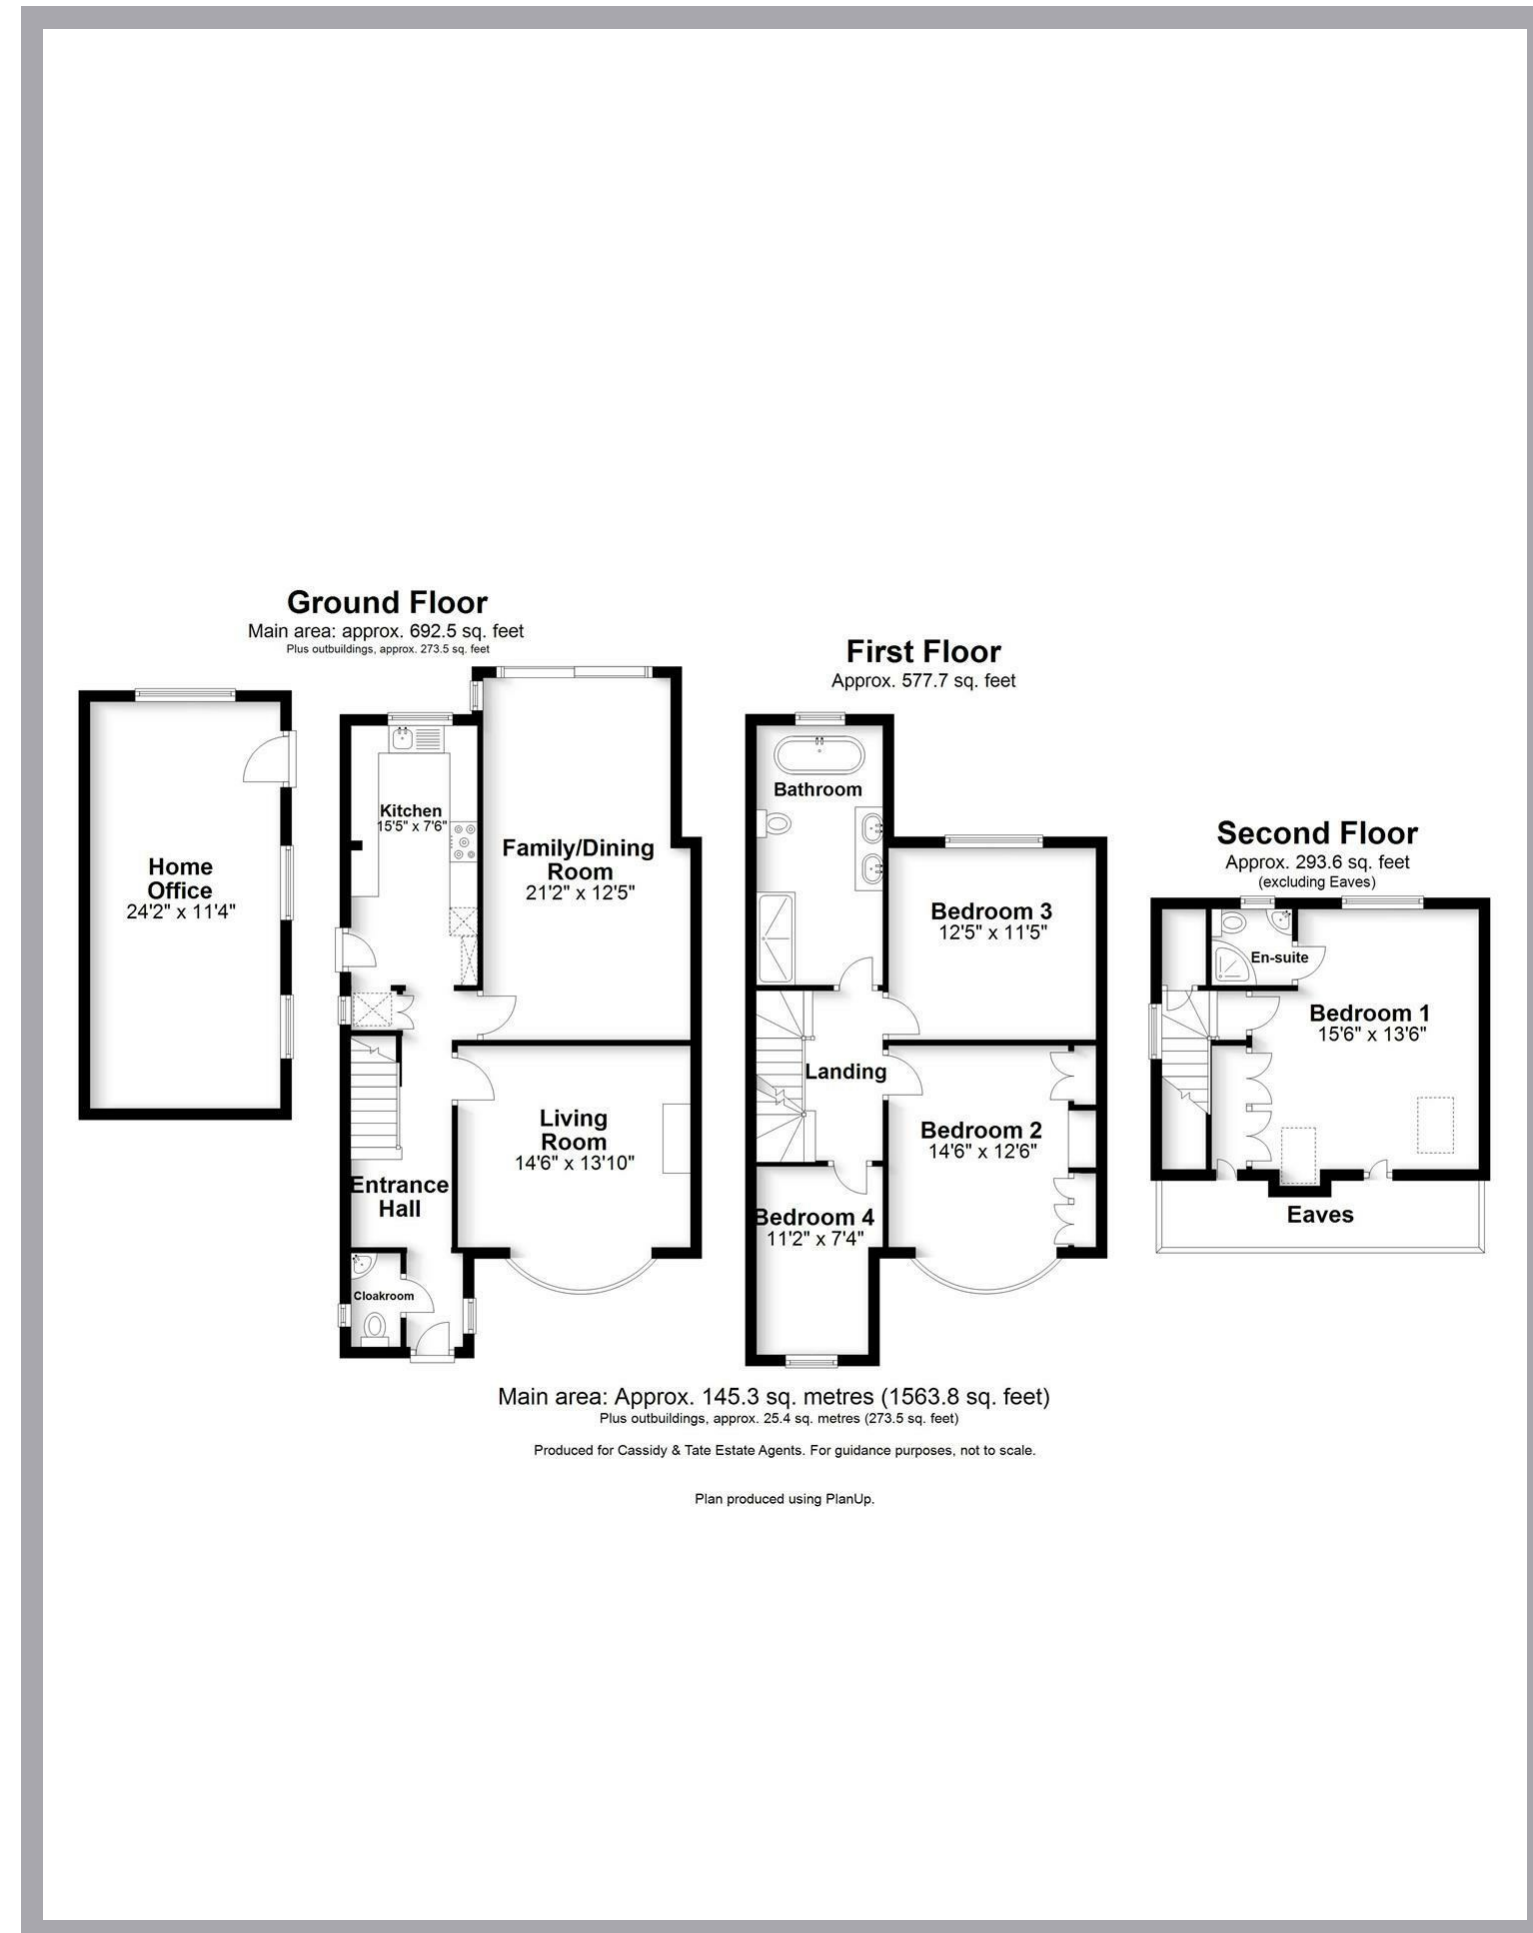 Ground Floor
Main area: approx. 692.5 sq. feet
Plus outbuildings, approx. 273.5 sq. feet
Home
Office
24'2" x 11'4"
Kitchen
15'5" x 7'6"
Family/Dining
Room
21'2" x 12'5"
Living
Room
14'6" x 13'10"
Entrance
Hall
Cloakroom
First Floor
Approx. 577.7 sq. feet
Bathroom
Bedroom 3
12'5" x 11'5"
Landing
Bedroom 2
14'6" x 12'6"
Bedroom 4
11'2" x 7'4"
Second Floor
Approx. 293.6 sq. feet
(excluding Eaves)
En-suite
Bedroom 1
15'6" x 13'6"
Eaves
Main area: Approx. 145.3 sq. metres (1563.8 sq. feet)
Plus outbuildings, approx. 25.4 sq. metres (273.5 sq. feet)
Produced for Cassidy & Tate Estate Agents. For guidance purposes, not to scale.
Plan produced using PlanUp.